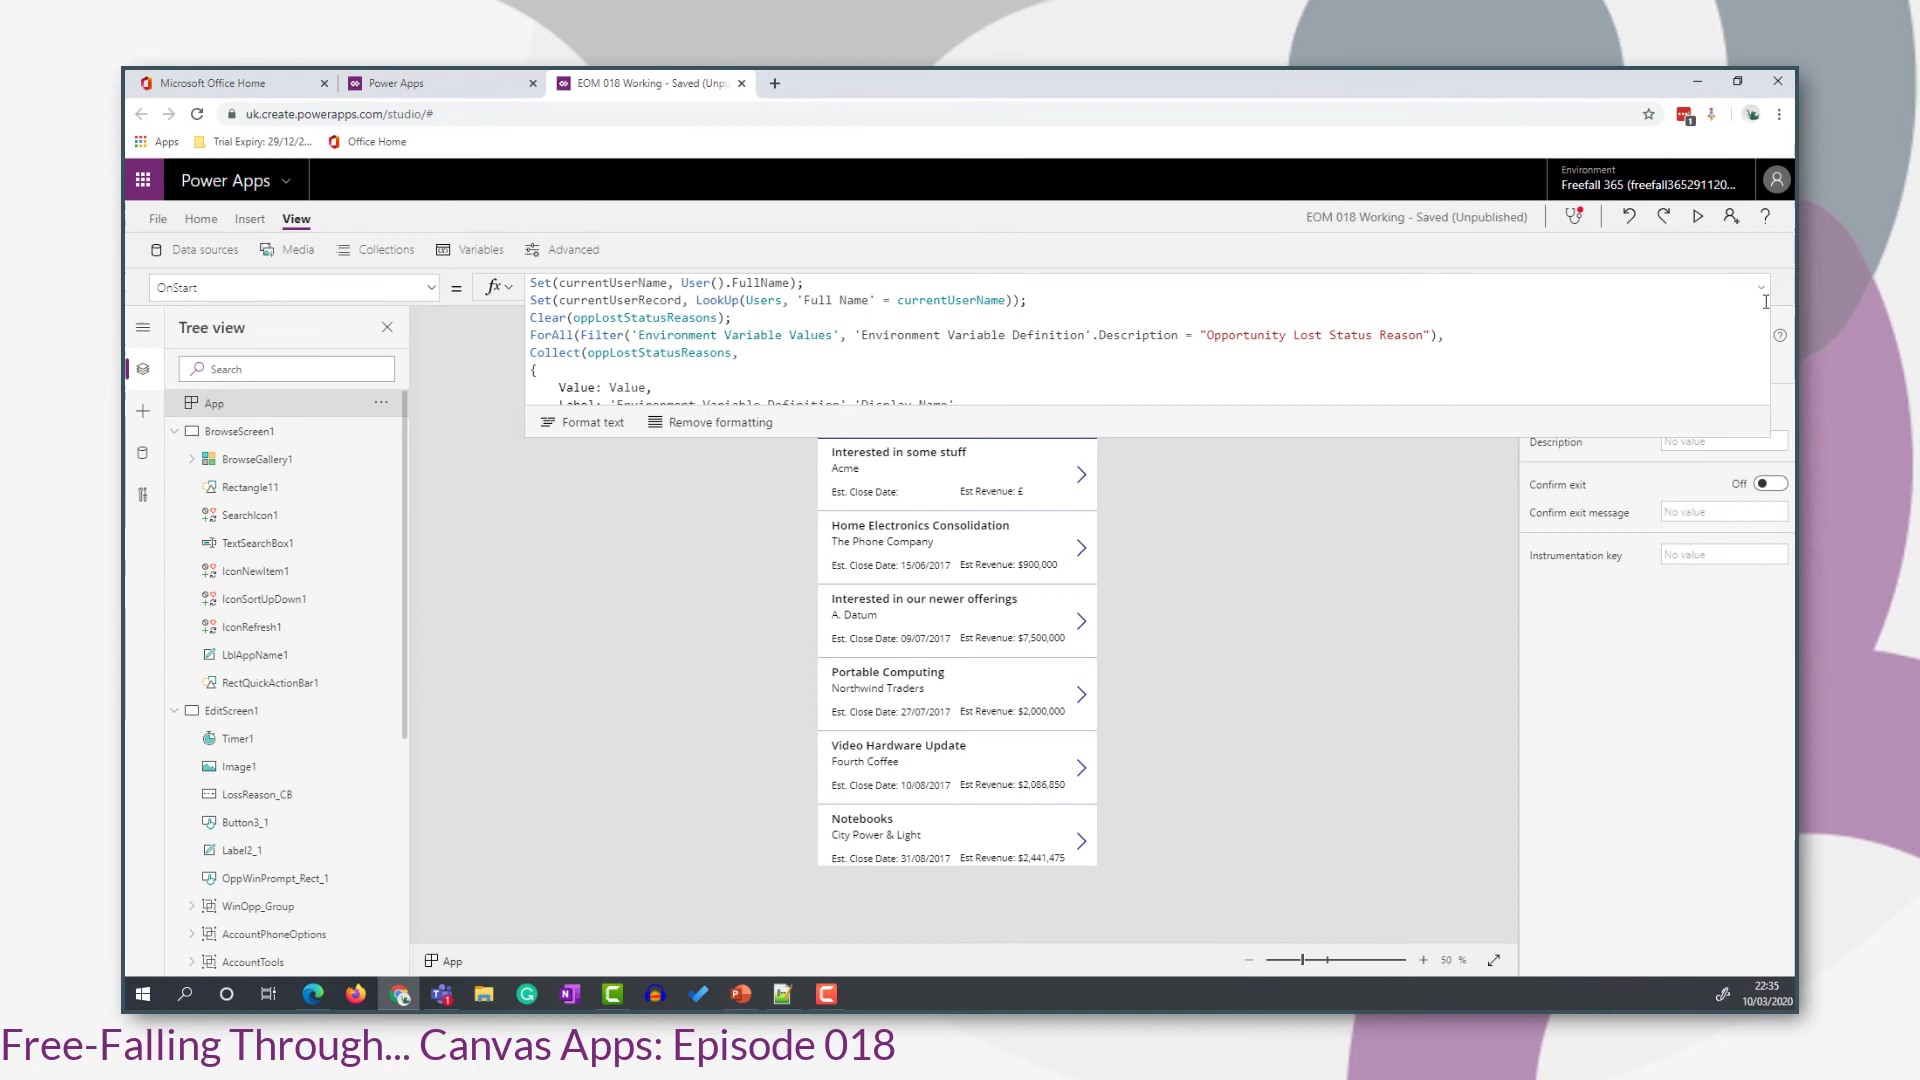 Microsoft Office Home
Power Apps
EOM 018 Working - Saved (Unpu
uk.create.powerapps.com/studio/#
1
Apps
Trial Expiry: 29/12/2...
Office Home
Power Apps
Environment
Freefall 365 (freefall365291120...
File
Home
Insert
View
EOM 018 Working - Saved (Unpublished)
Data sources
Media
Collections
Variables
Advanced
OnStart
=
fx
Set(currentUserName, User().FullName);
Set(currentUserRecord, LookUp(Users, 'Full Name' = currentUserName));
Clear(oppLostStatusReasons);
ForAll(Filter('Environment Variable Values', 'Environment Variable Definition'.Description = "Opportunity Lost Status Reason"),
Collect(oppLostStatusReasons,
{
Value: Value,
Label: 'Environment Variable Definition'.'Display Name'
Format text
Remove formatting
Tree view
Search
App
BrowseScreen1
BrowseGallery1
Rectangle11
SearchIcon1
TextSearchBox1
IconNewItem1
IconSortUpDown1
IconRefresh1
LblAppName1
RectQuickActionBar1
EditScreen1
Timer1
Image1
LossReason_CB
Button3_1
Label2_1
OppWinPrompt_Rect_1
WinOpp_Group
AccountPhoneOptions
AccountTools
Interested in some stuff
Acme
Est. Close Date:
Est Revenue: £
Home Electronics Consolidation
The Phone Company
Est. Close Date: 15/06/2017
Est Revenue: $900,000
Interested in our newer offerings
A. Datum
Est. Close Date: 09/07/2017
Est Revenue: $7,500,000
Portable Computing
Northwind Traders
Est. Close Date: 27/07/2017
Est Revenue: $2,000,000
Video Hardware Update
Fourth Coffee
Est. Close Date: 10/08/2017
Est Revenue: $2,086,850
Notebooks
City Power & Light
Est. Close Date: 31/08/2017
Est Revenue: $2,441,475
Description
No value
Confirm exit
Off
Confirm exit message
No value
Instrumentation key
No value
App
50 %
22:35
10/03/2020
Free-Falling Through... Canvas Apps: Episode 018